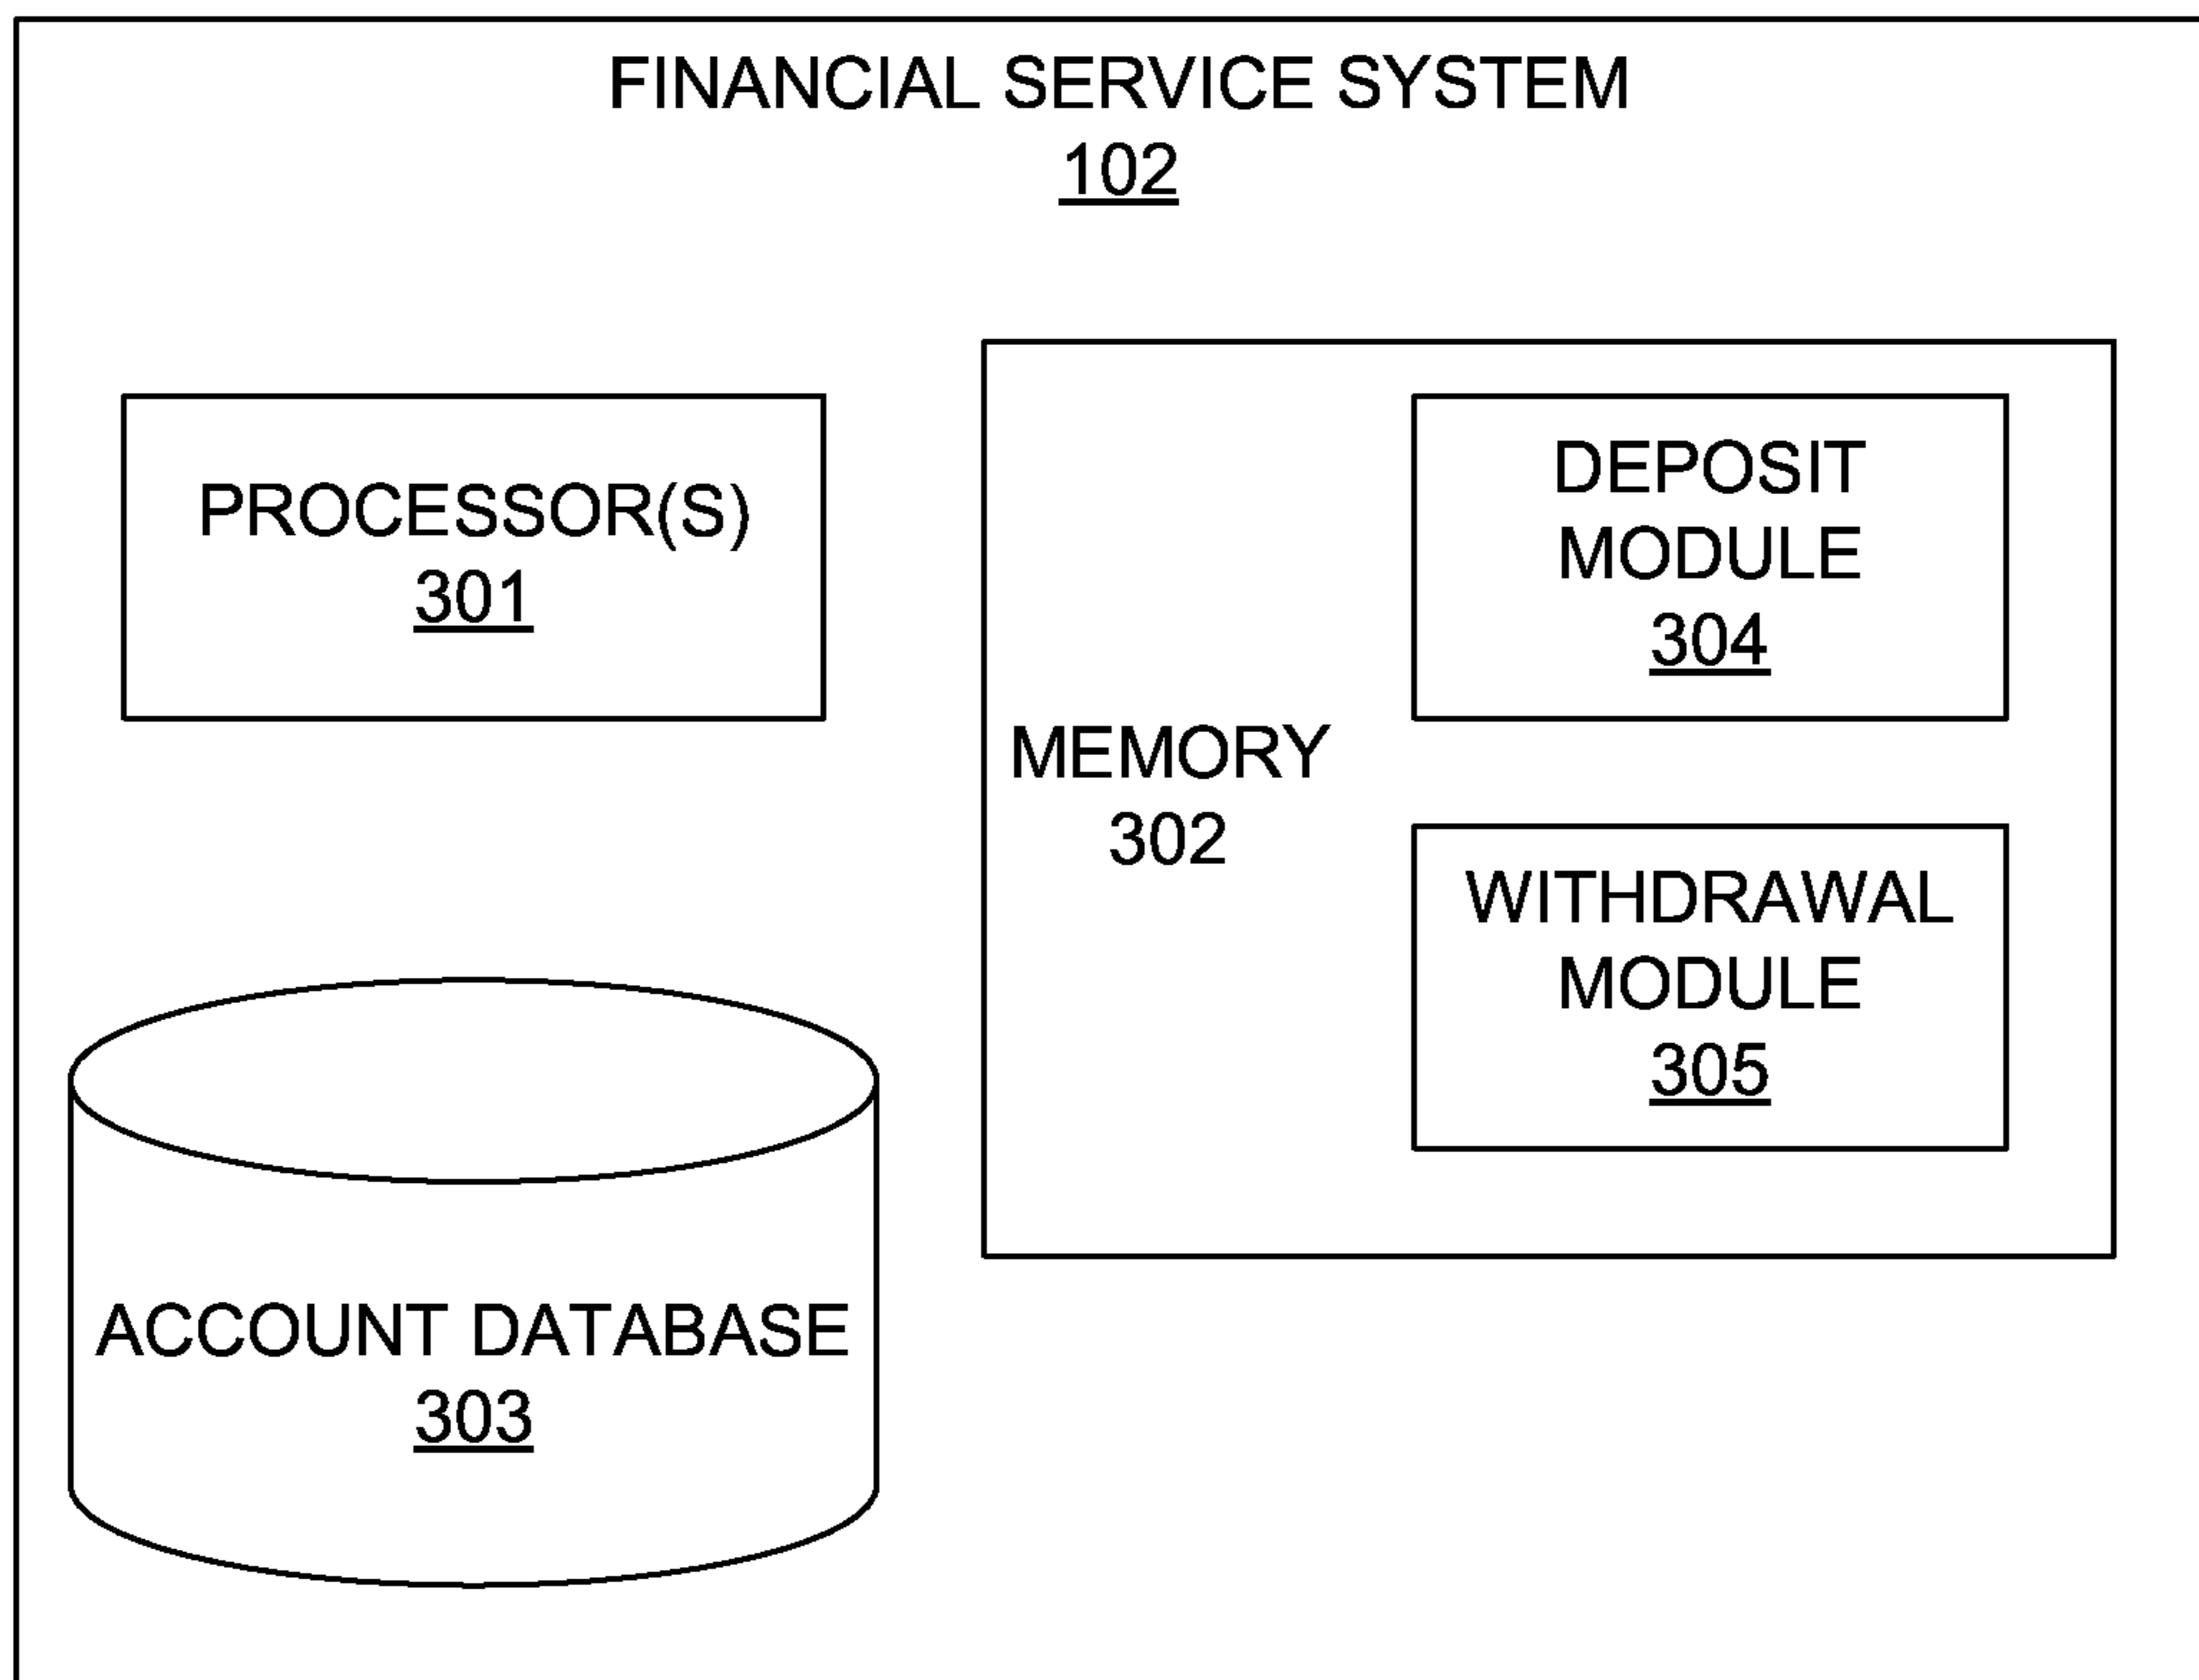 FINANCIAL SERVICE SYSTEM
102
PROCESSOR(S)
301
MEMORY
302
DEPOSIT
MODULE
304
WITHDRAWAL
MODULE
305
ACCOUNT DATABASE
303